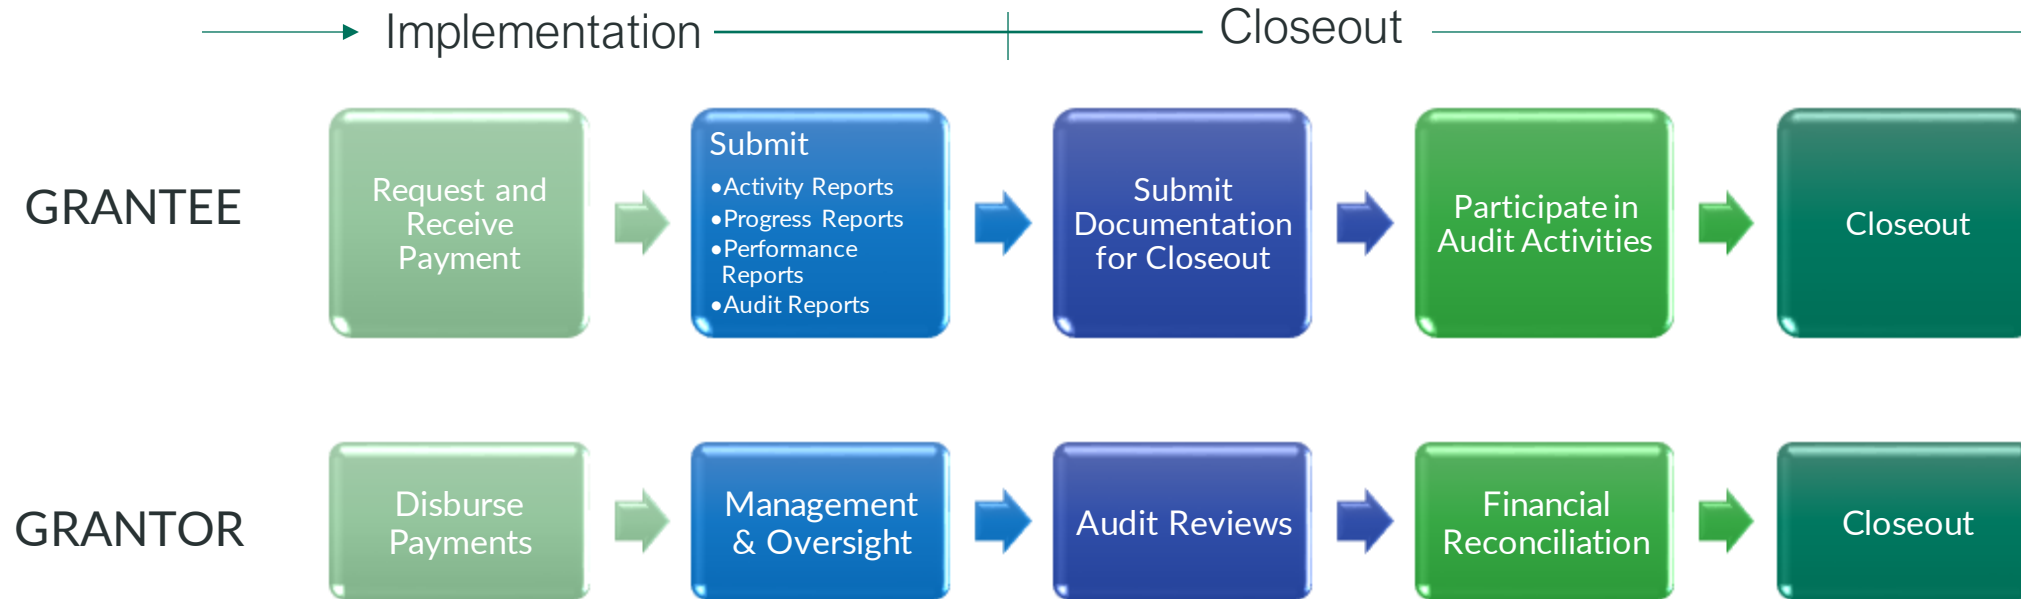 Implementation
Closeout
GRANTEE
Request and
Receive
Payment
Submit
•Activity Reports
•Progress Reports
•Performance
Reports
•Audit Reports
Submit
Documentation
for Closeout
Participate in
Audit Activities
Closeout
GRANTOR
Disburse
Payments
Management
& Oversight
Audit Reviews
Financial
Reconciliation
Closeout